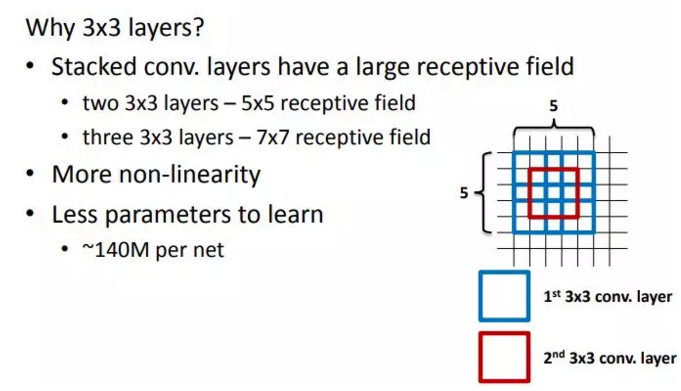 Why 3x3 layers?
• Stacked conv. layers have a large receptive field
• two 3x3 layers – 5x5 receptive field
• three 3x3 layers – 7x7 receptive field
• More non-linearity
• Less parameters to learn
• ~140M per net
5
5
1st 3x3 conv. layer
2nd 3x3 conv. layer